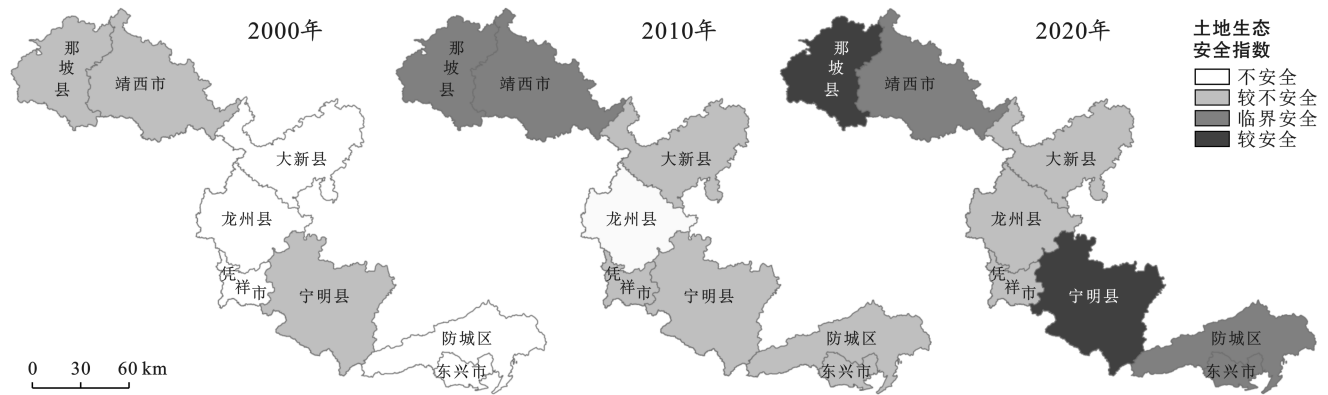 2000年
那坡县
靖西市
大新县
龙州县
凭祥市
宁明县
防城区
东兴市
0 30 60 km
2010年
那坡县
靖西市
大新县
龙州县
凭祥市
宁明县
防城区
东兴市
2020年
那坡县
靖西市
大新县
龙州县
凭祥市
宁明县
防城区
东兴市
土地生态
安全指数
不安全
较不安全
临界安全
较安全